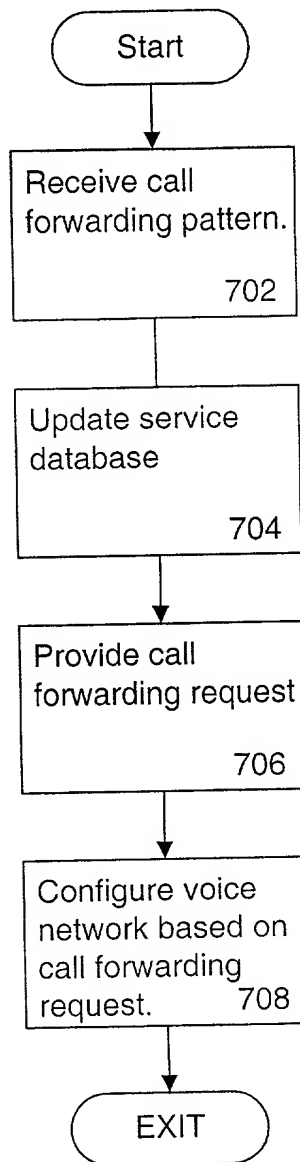 Start
Receive call
forwarding pattern.
702
Update service
database
704
Provide call
forwarding request
706
Configure voice
network based on
call forwarding
request. 708
EXIT